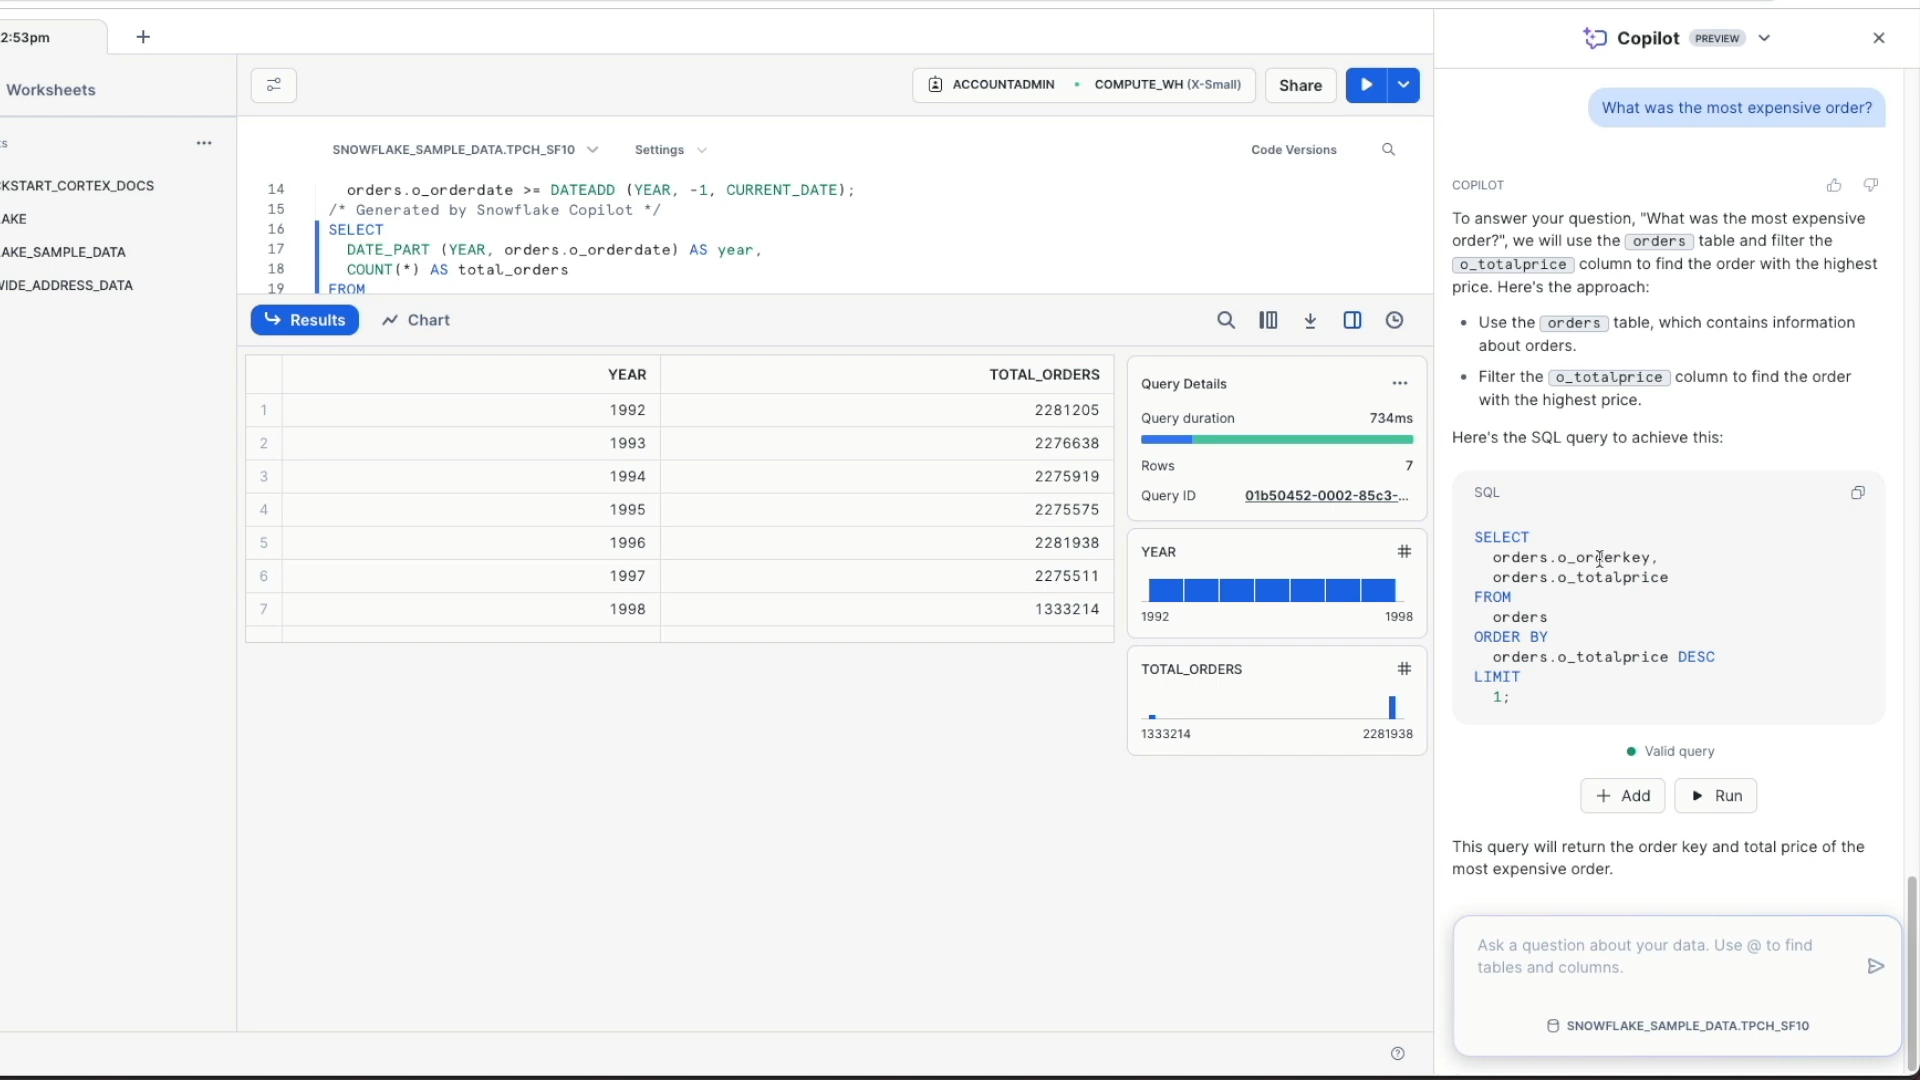 2:53pm
Worksheets
ts
KSTART_CORTEX_DOCS
AKE
AKE_SAMPLE_DATA
WIDE_ADDRESS_DATA
ACCOUNTADMIN • COMPUTE_WH (X-Small)
Share
SNOWFLAKE_SAMPLE_DATA.TPCH_SF10 Settings Code Versions
14 orders.o_orderdate >= DATEADD (YEAR, -1, CURRENT_DATE);
15 /* Generated by Snowflake Copilot */
16 SELECT
17 DATE_PART (YEAR, orders.o_orderdate) AS year,
18 COUNT(*) AS total_orders
19 FROM
Results Chart
YEAR TOTAL_ORDERS
1 1992 2281205
2 1993 2276638
3 1994 2275919
4 1995 2275575
5 1996 2281938
6 1997 2275511
7 1998 1333214
Query Details
Query duration 734ms
Rows 7
Query ID 01b50452-0002-85c3-...
YEAR
1992 1998
TOTAL_ORDERS
1333214 2281938
Copilot PREVIEW
What was the most expensive order?
COPILOT
To answer your question, "What was the most expensive
order?", we will use the orders table and filter the
o_totalprice column to find the order with the highest
price. Here's the approach:
• Use the orders table, which contains information
about orders.
• Filter the o_totalprice column to find the order
with the highest price.
Here's the SQL query to achieve this:
SQL
SELECT
orders.o_orderkey,
orders.o_totalprice
FROM
orders
ORDER BY
orders.o_totalprice DESC
LIMIT
1;
Valid query
Add Run
This query will return the order key and total price of the
most expensive order.
Ask a question about your data. Use @ to find
tables and columns.
SNOWFLAKE_SAMPLE_DATA.TPCH_SF10